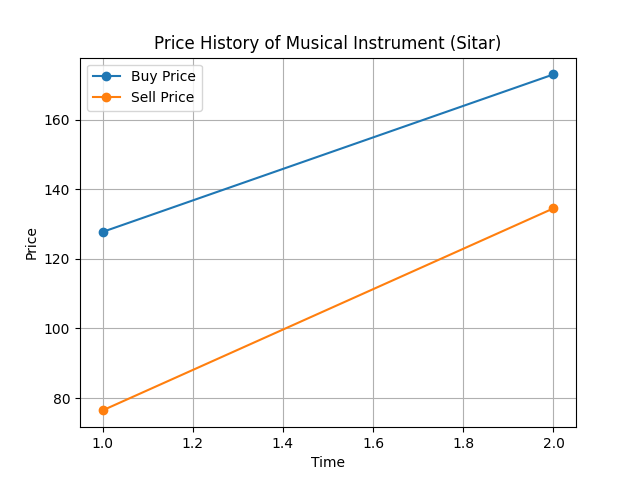 Price History of Musical Instrument (Sitar)
Buy Price
Sell Price
Price
160
140
120
100
80
1.0 1.2 1.4 1.6 1.8 2.0
Time